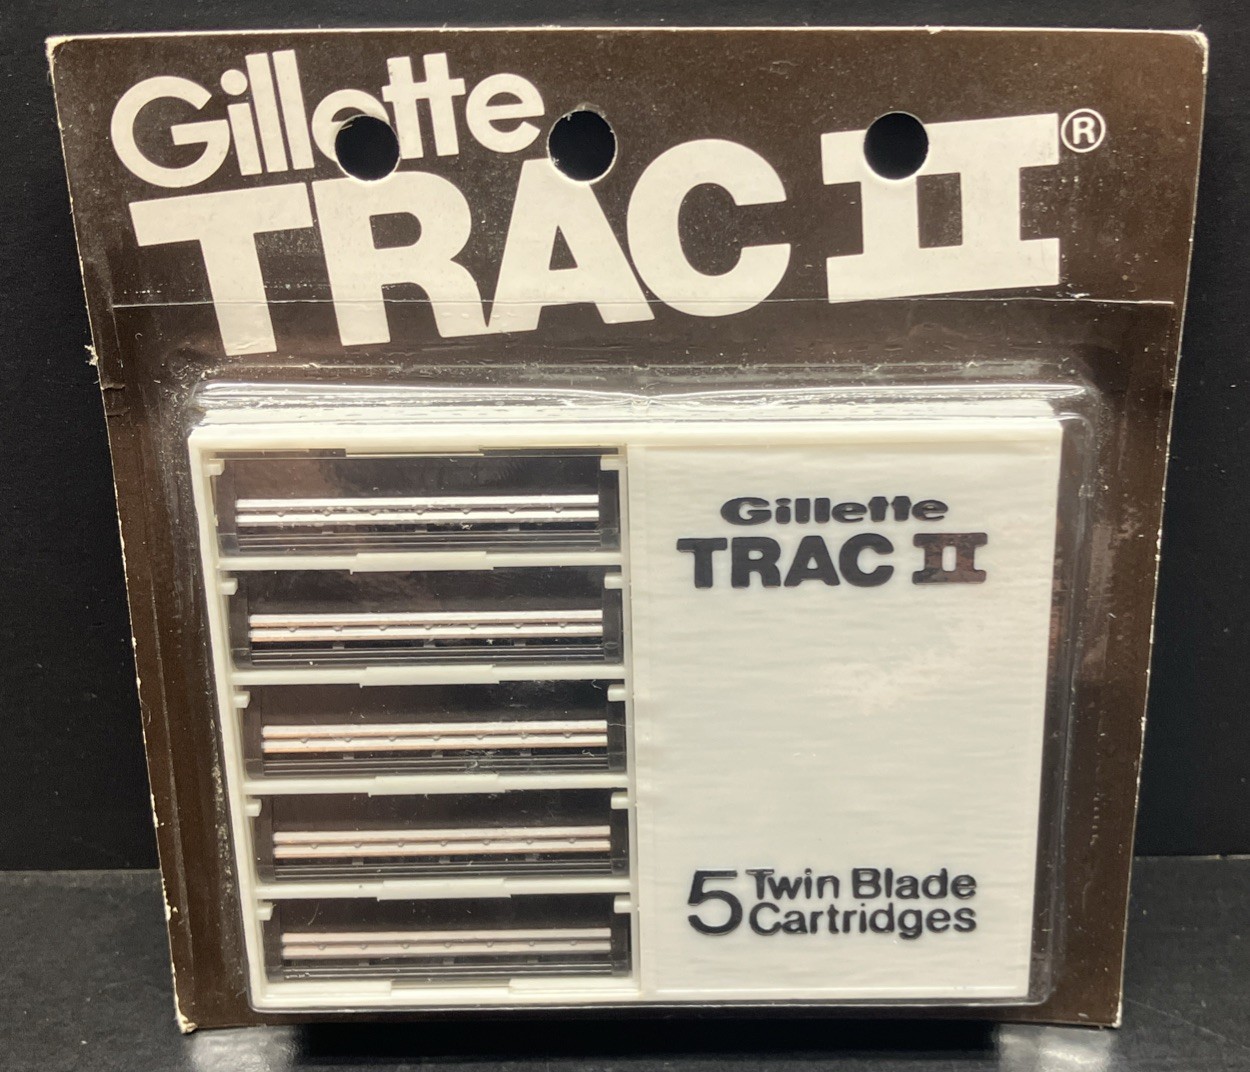 Gillette
TRAC II®
Gillette
TRAC II
5 Twin Blade
Cartridges